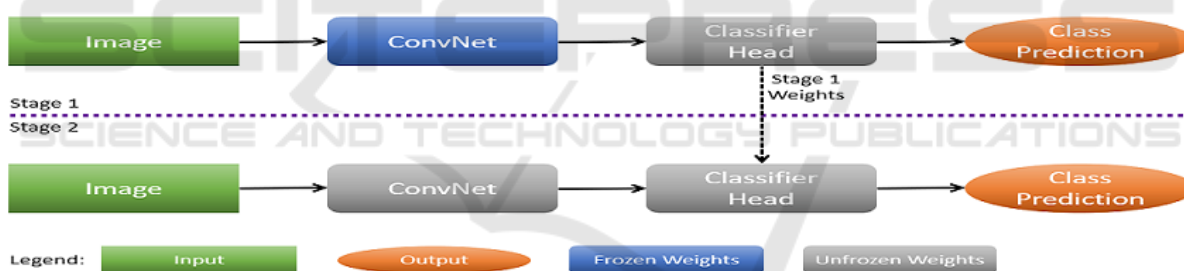 SCITEPRESS
Image
ConvNet
Classifier
Head
Class
Prediction
Stage 1
Weights
Stage 1
Stage 2
SCIENCE AND TECHNOLOGY PUBLICATIONS
Image
ConvNet
Classifier
Head
Class
Prediction
Legend:
Input
Output
Frozen Weights
Unfrozen Weights